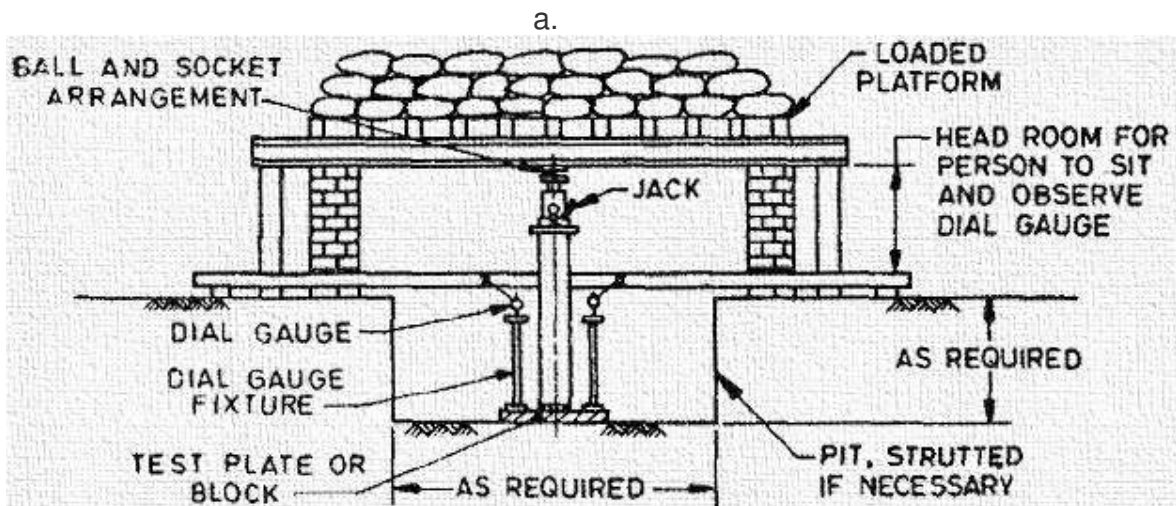 a.
BALL AND SOCKET
ARRANGEMENT
LOADED
PLATFORM
HEAD ROOM FOR
PERSON TO SIT
AND OBSERVE
DIAL GAUGE
JACK
DIAL GAUGE
DIAL GAUGE
FIXTURE
AS REQUIRED
TEST PLATE OR
BLOCK
AS REQUIRED
PIT, STRUTTED
IF NECESSARY